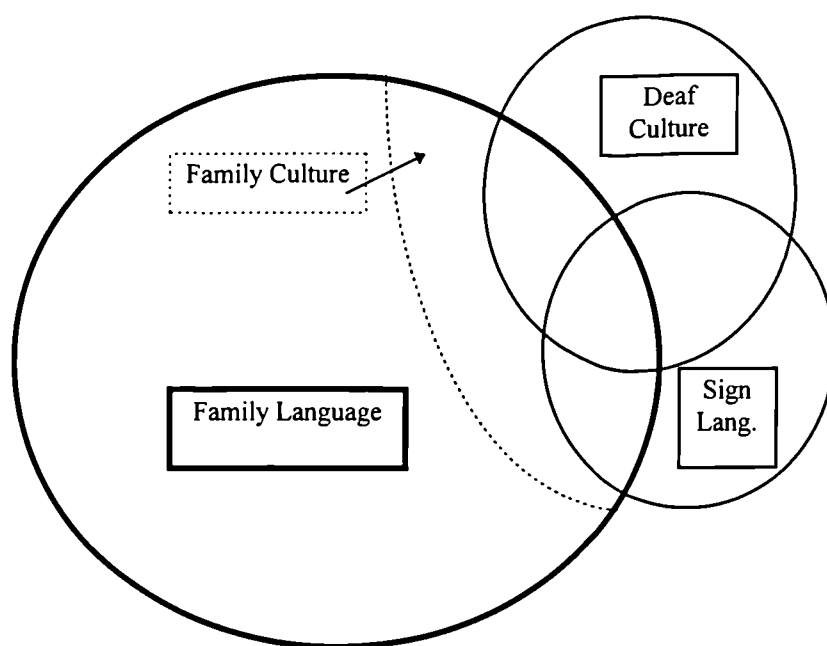 Deaf
Culture
Family Culture
Family Language
Sign
Lang.